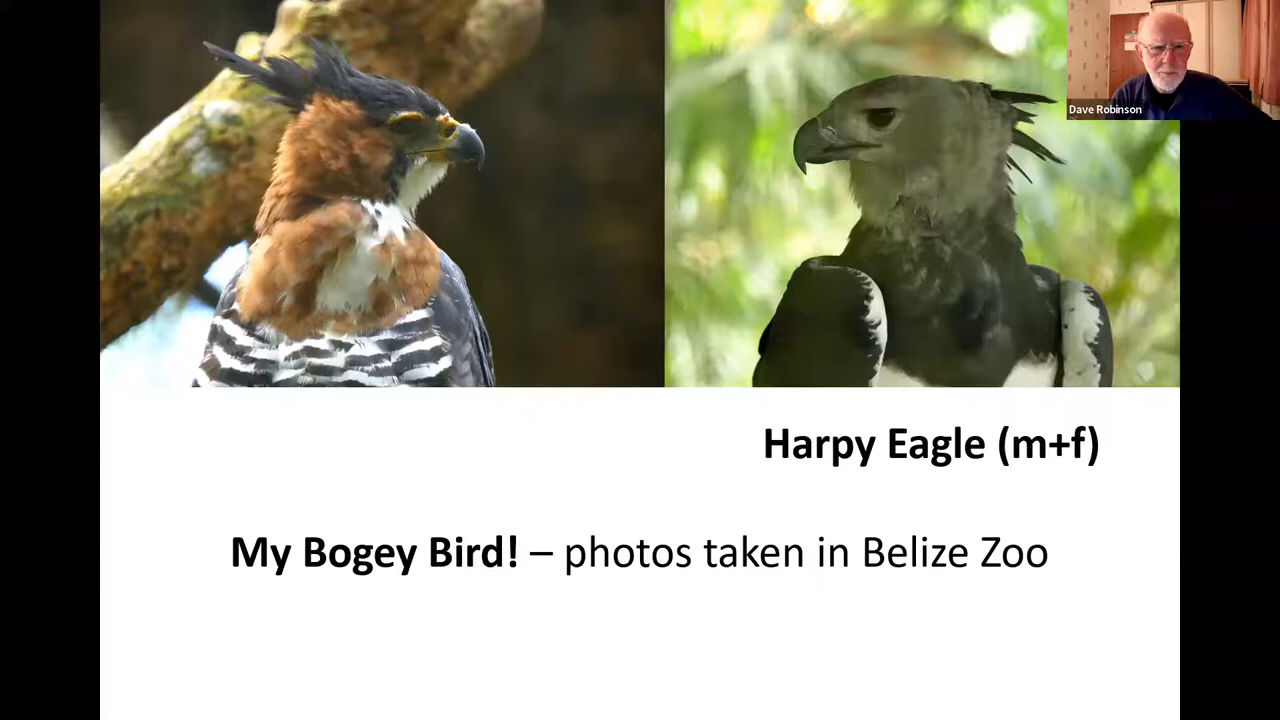 Dave Robinson
Harpy Eagle (m+f)
My Bogey Bird! – photos taken in Belize Zoo